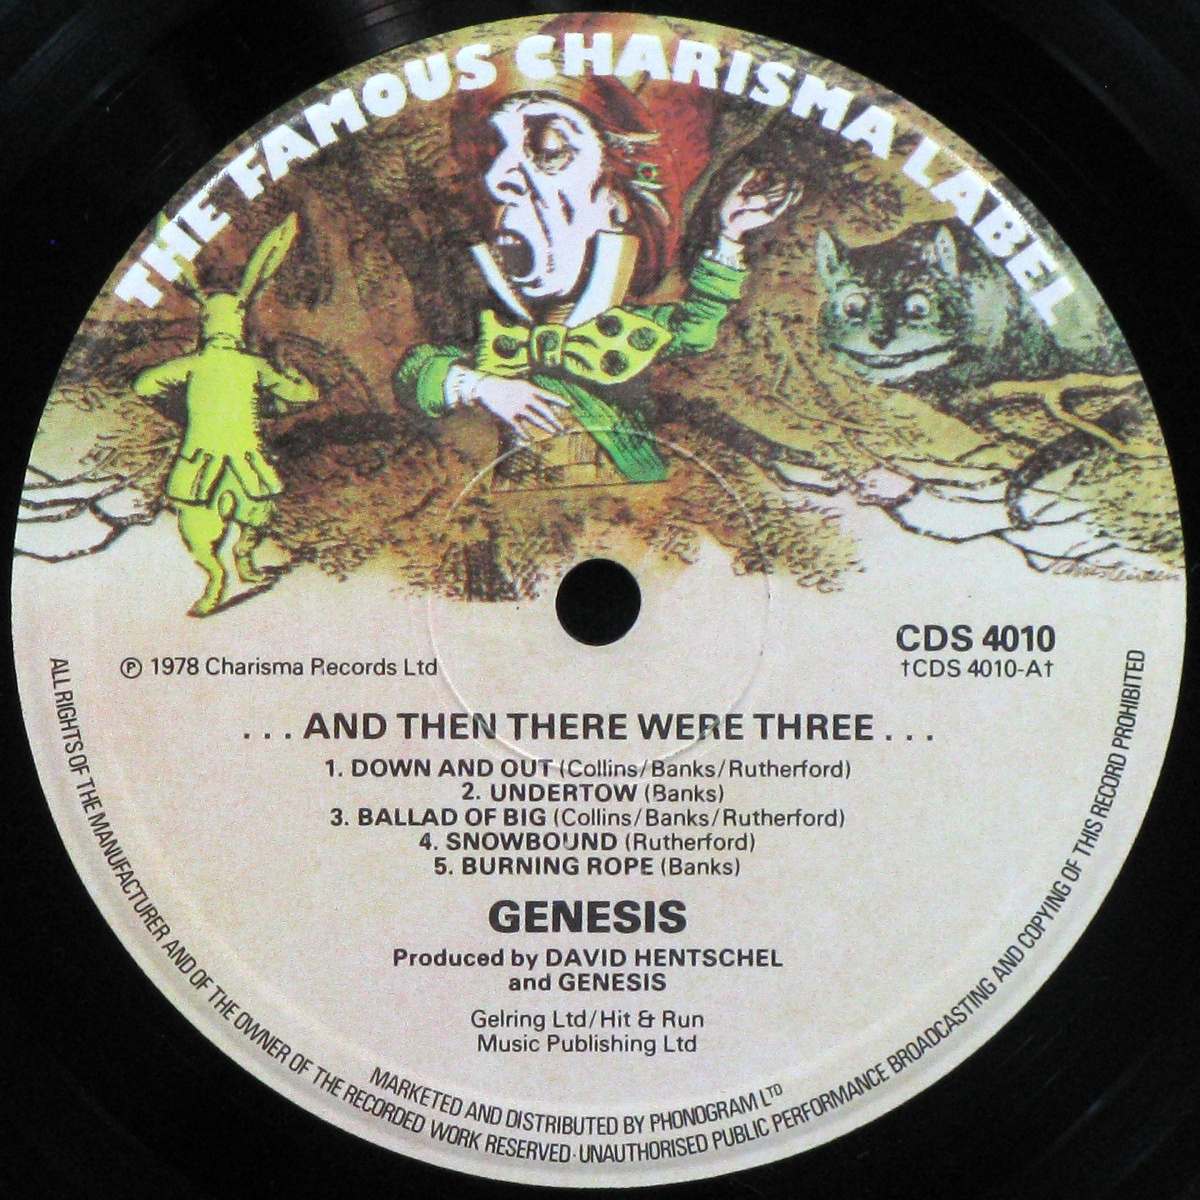 THE FAMOUS CHARISMA LABEL
CDS 4010
†CDS 4010-A†
℗ 1978 Charisma Records Ltd
. . . AND THEN THERE WERE THREE . . .
1. DOWN AND OUT (Collins/Banks/Rutherford)
2. UNDERTOW (Banks)
3. BALLAD OF BIG (Collins/Banks/Rutherford)
4. SNOWBOUND (Rutherford)
5. BURNING ROPE (Banks)
GENESIS
Produced by DAVID HENTSCHEL
and GENESIS
Gelring Ltd/Hit & Run
Music Publishing Ltd
MARKETED AND DISTRIBUTED BY PHONOGRAM LTD
ALL RIGHTS OF THE MANUFACTURER AND OF THE OWNER OF THE RECORDED WORK RESERVED·UNAUTHORISED PUBLIC PERFORMANCE BROADCASTING AND COPYING OF THIS RECORD PROHIBITED